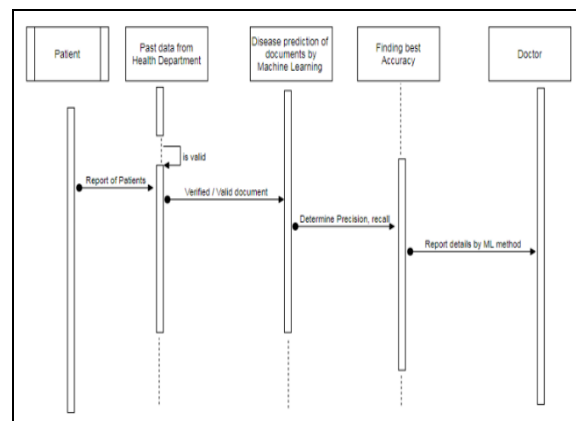 Patient
Past data from
Health Department
Disease prediction of
documents by
Machine Learning
Finding best
Accuracy
Doctor
is valid
Report of Patients
Verified / Valid document
Determine Precision, recall
Report details by ML method